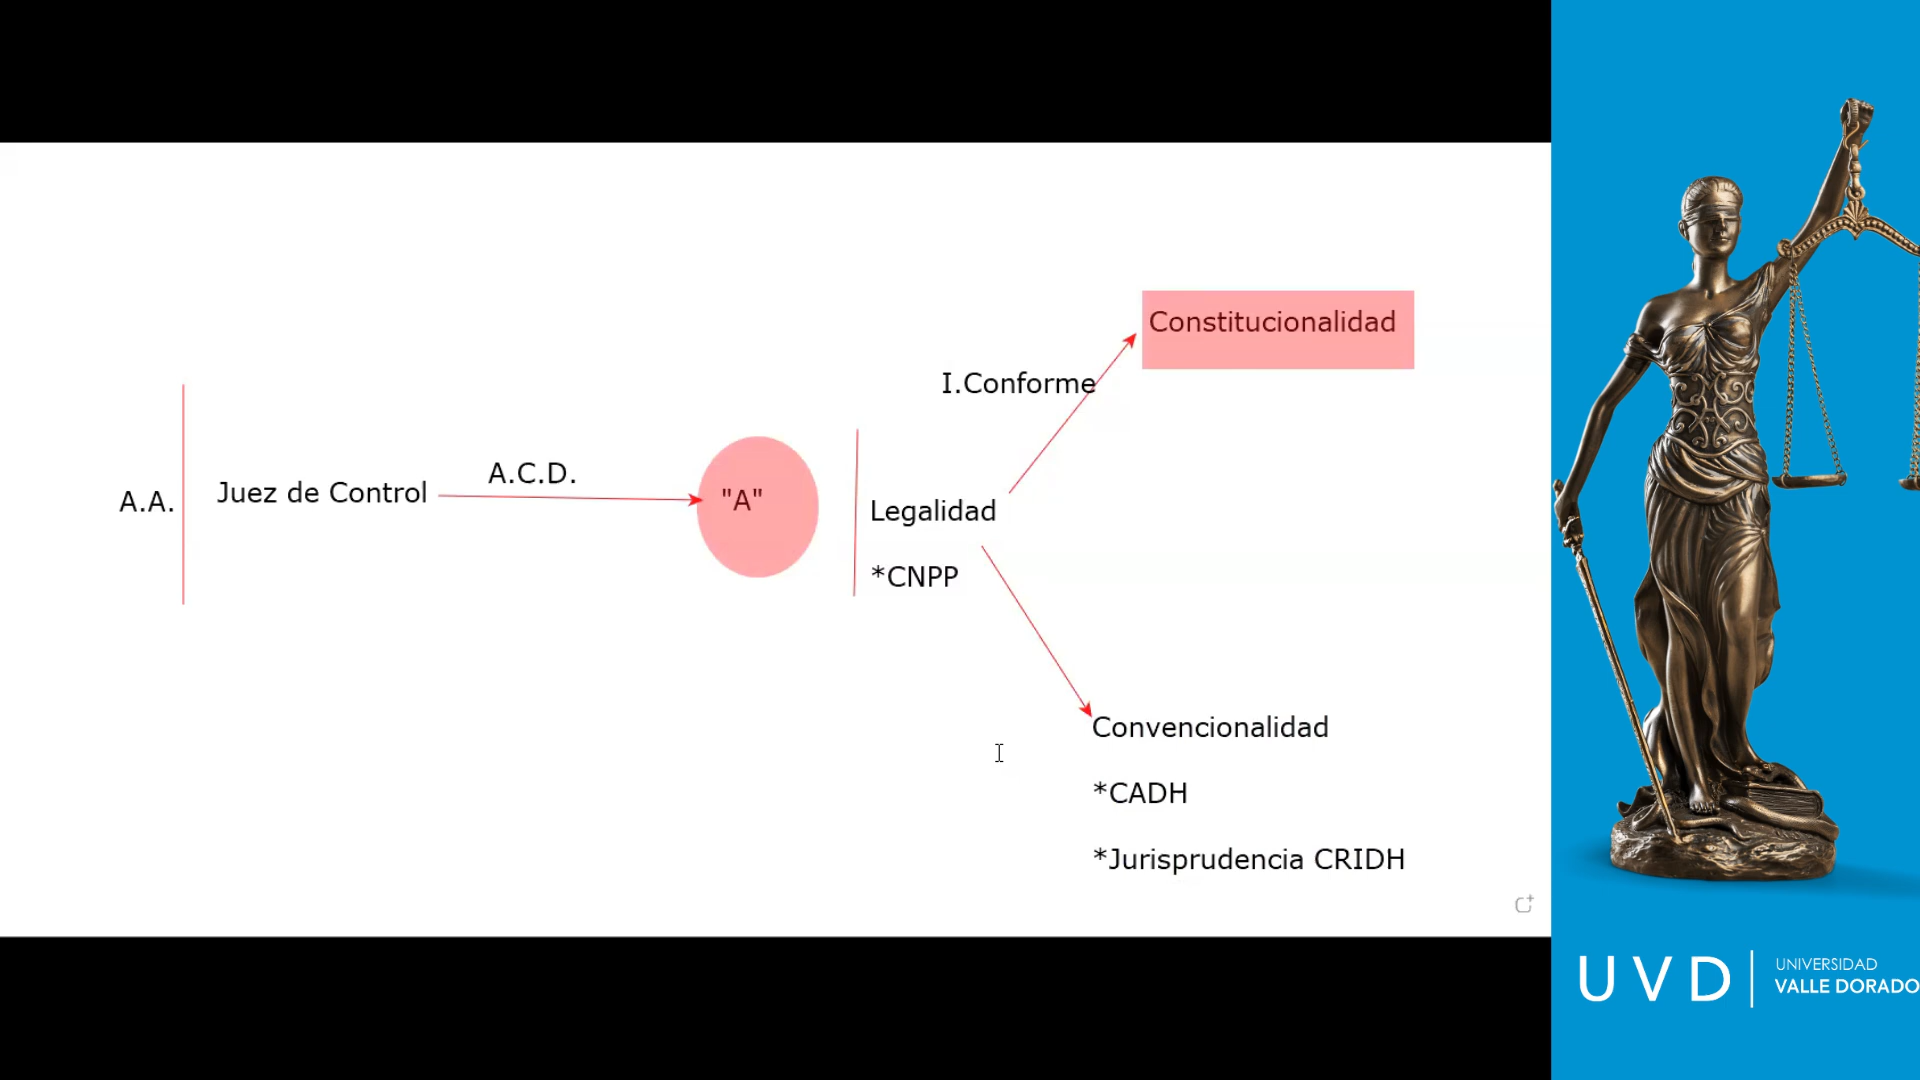 A.A.
Juez de Control
A.C.D.
"A"
Legalidad
*CNPP
I.Conforme
Constitucionalidad
Convencionalidad
*CADH
*Jurisprudencia CRIDH
UVD
UNIVERSIDAD
VALLE DORADO